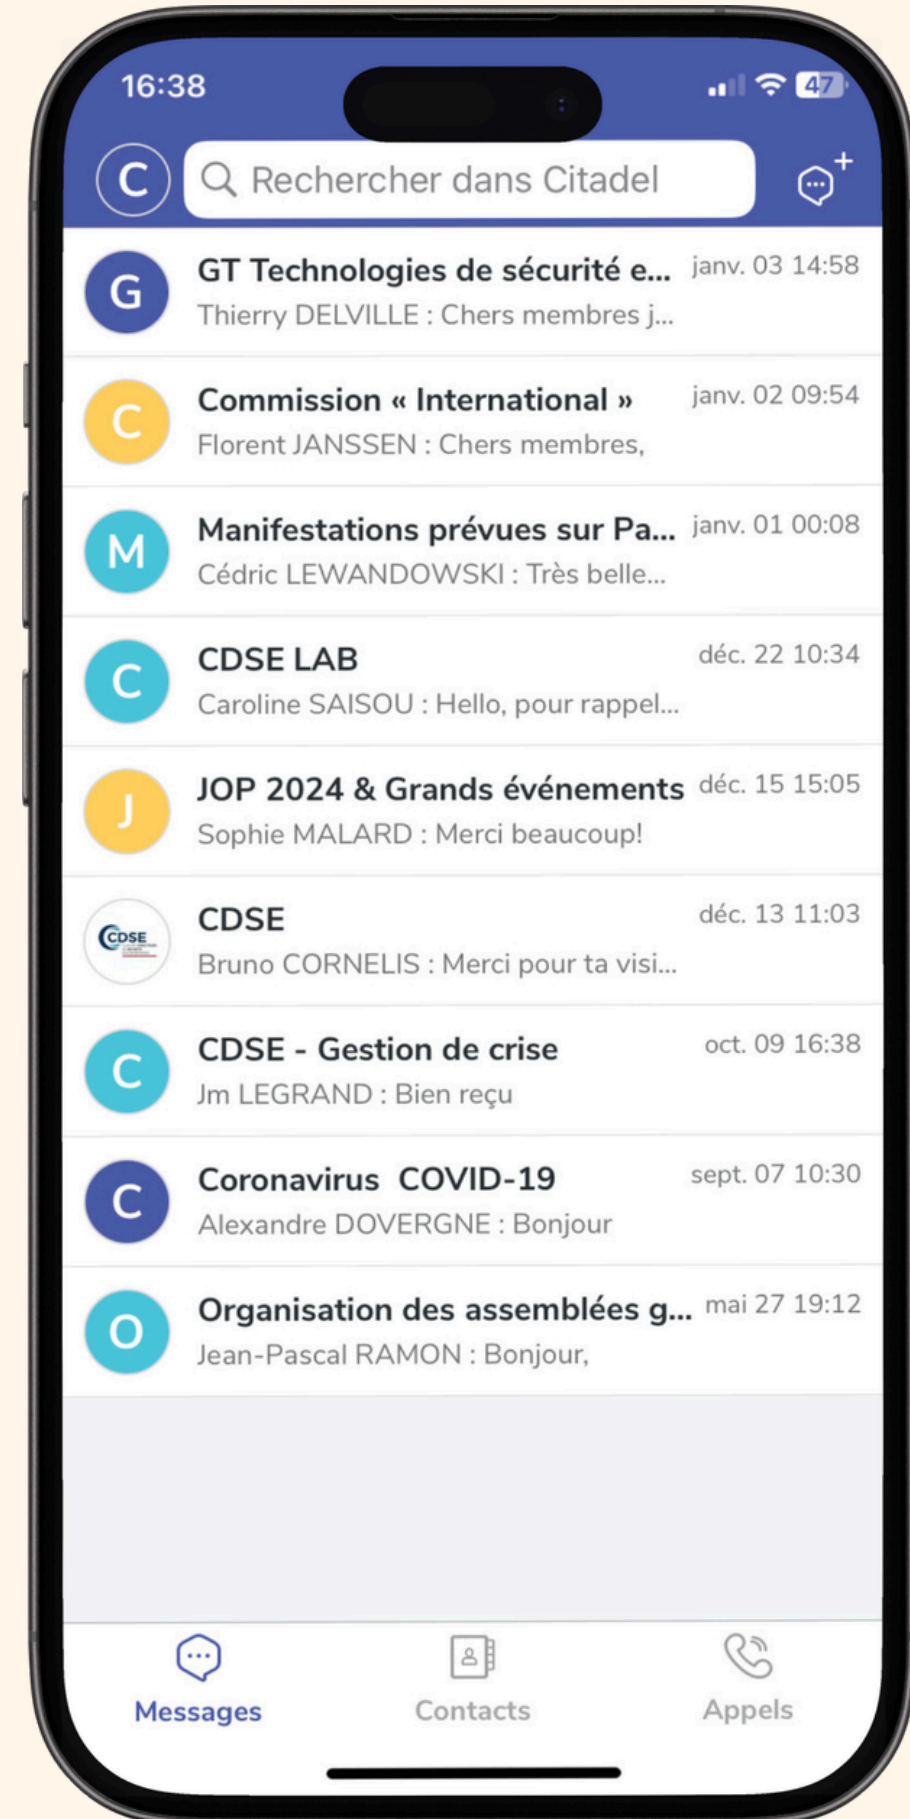 16:38
47
C
Rechercher dans Citadel
G
GT Technologies de sécurité e... janv. 03 14:58
Thierry DELVILLE : Chers membres j...
C
Commission « International » janv. 02 09:54
Florent JANSSEN : Chers membres,
M
Manifestations prévues sur Pa... janv. 01 00:08
Cédric LEWANDOWSKI : Très belle...
C
CDSE LAB déc. 22 10:34
Caroline SAISOU : Hello, pour rappel...
J
JOP 2024 & Grands événements déc. 15 15:05
Sophie MALARD : Merci beaucoup!
CDSE
CDSE déc. 13 11:03
Bruno CORNELIS : Merci pour ta visi...
C
CDSE - Gestion de crise oct. 09 16:38
Jm LEGRAND : Bien reçu
C
Coronavirus  COVID-19 sept. 07 10:30
Alexandre DOVERGNE : Bonjour
O
Organisation des assemblées g... mai 27 19:12
Jean-Pascal RAMON : Bonjour,
Messages Contacts Appels